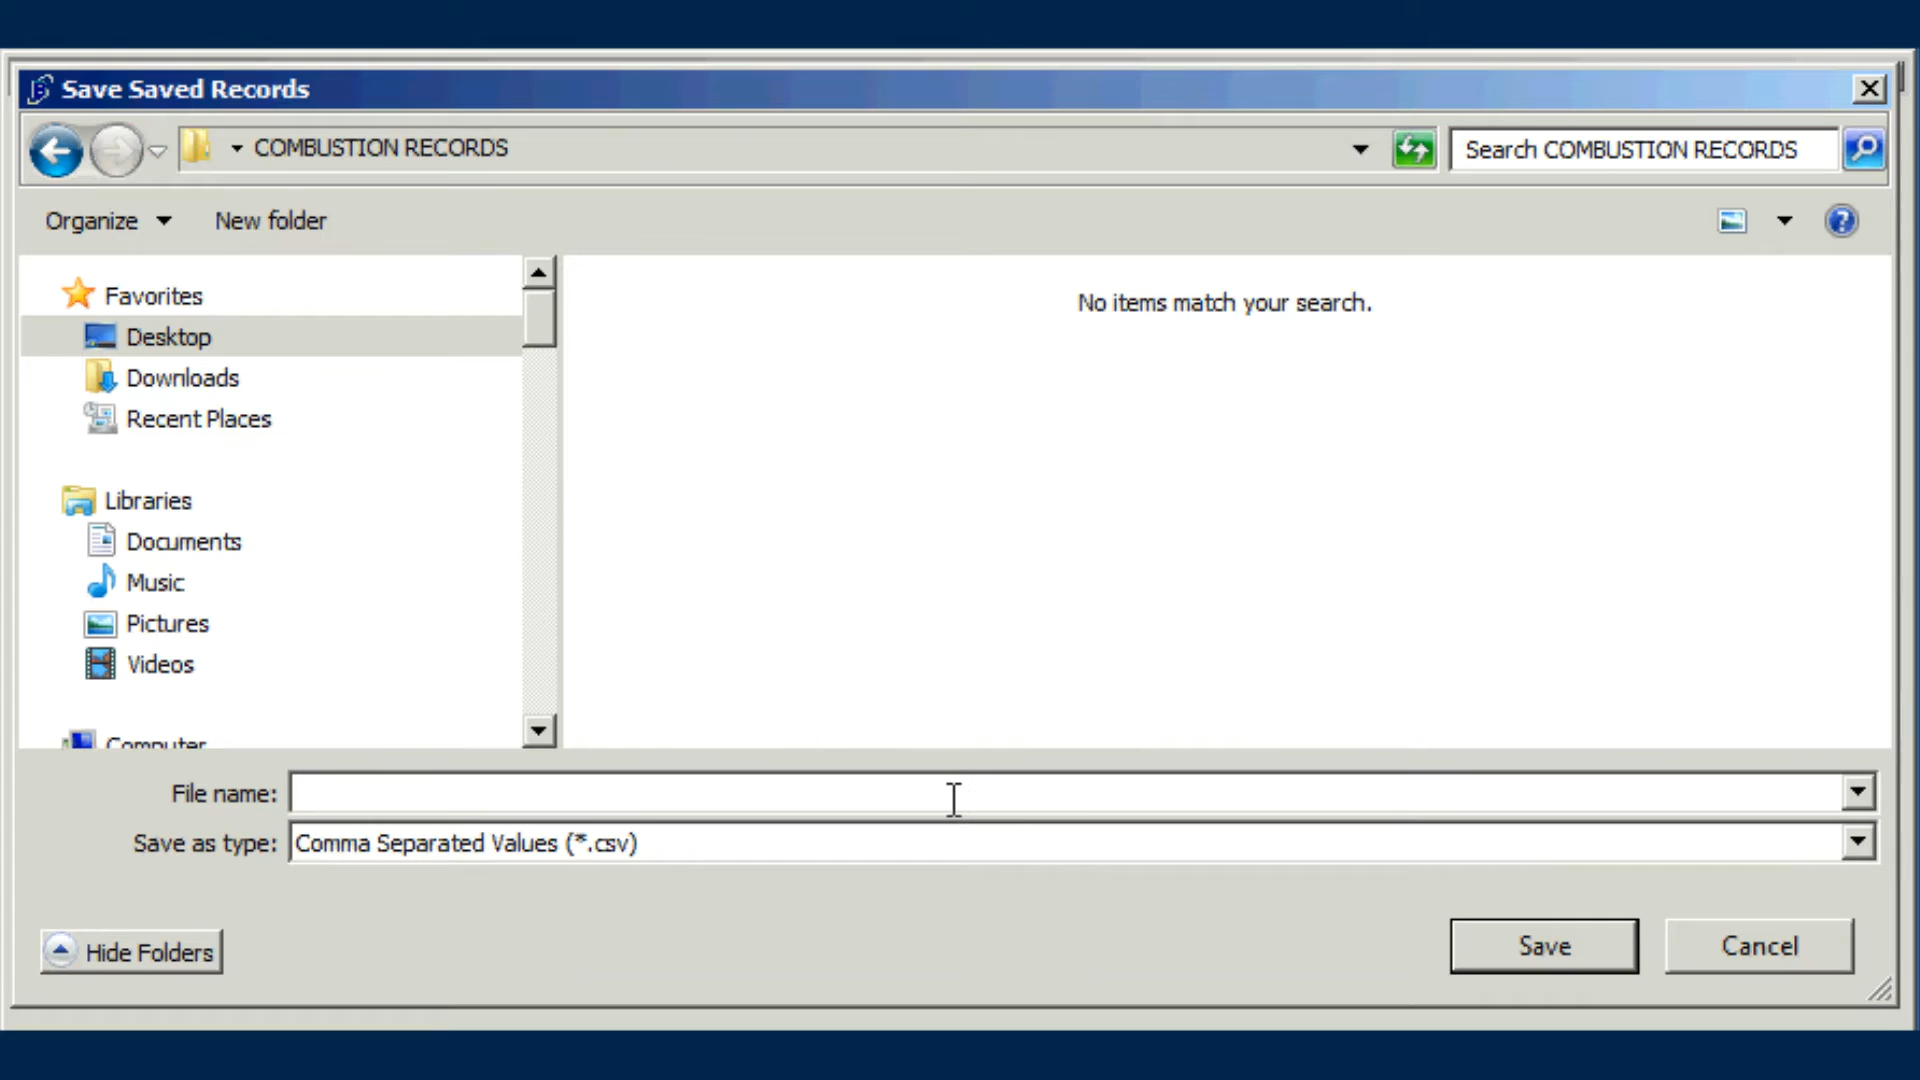 Save Saved Records
COMBUSTION RECORDS
Search COMBUSTION RECORDS
Organize
New folder
Favorites
Desktop
Downloads
Recent Places
Libraries
Documents
Music
Pictures
Videos
Computer
No items match your search.
File name:
Save as type: Comma Separated Values (*.csv)
Hide Folders
Save
Cancel